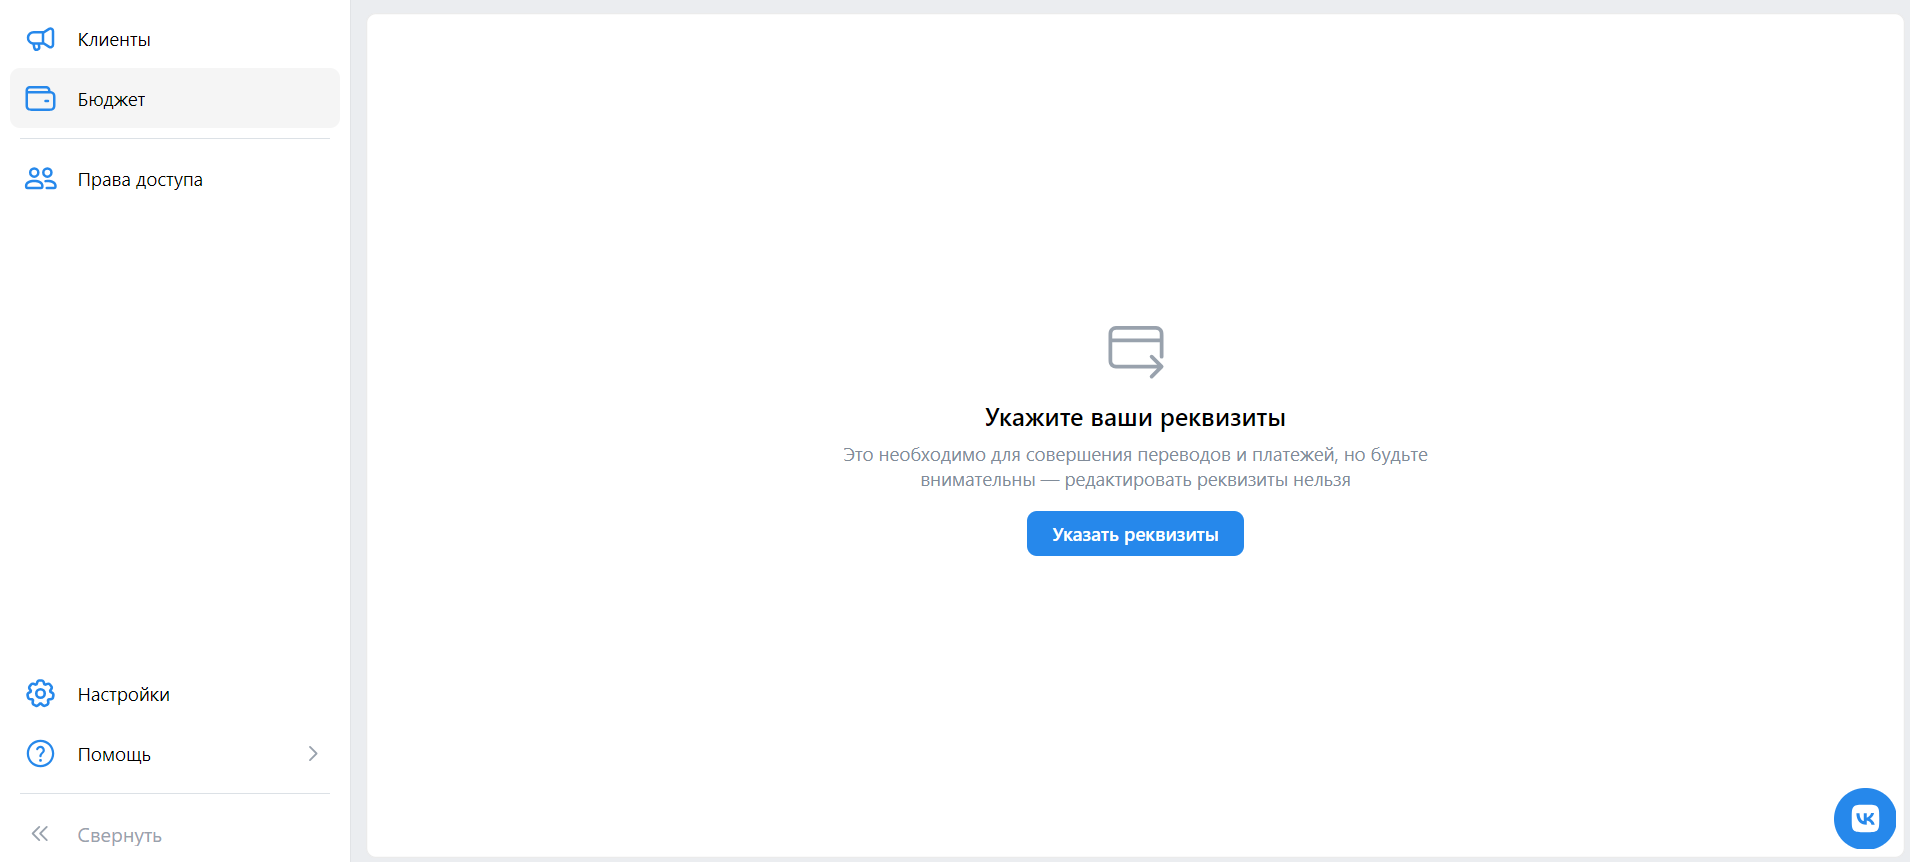 Клиенты
Бюджет
Права доступа
Настройки
Помощь
Свернуть
Укажите ваши реквизиты
Это необходимо для совершения переводов и платежей, но будьте
внимательны — редактировать реквизиты нельзя
Указать реквизиты
VK